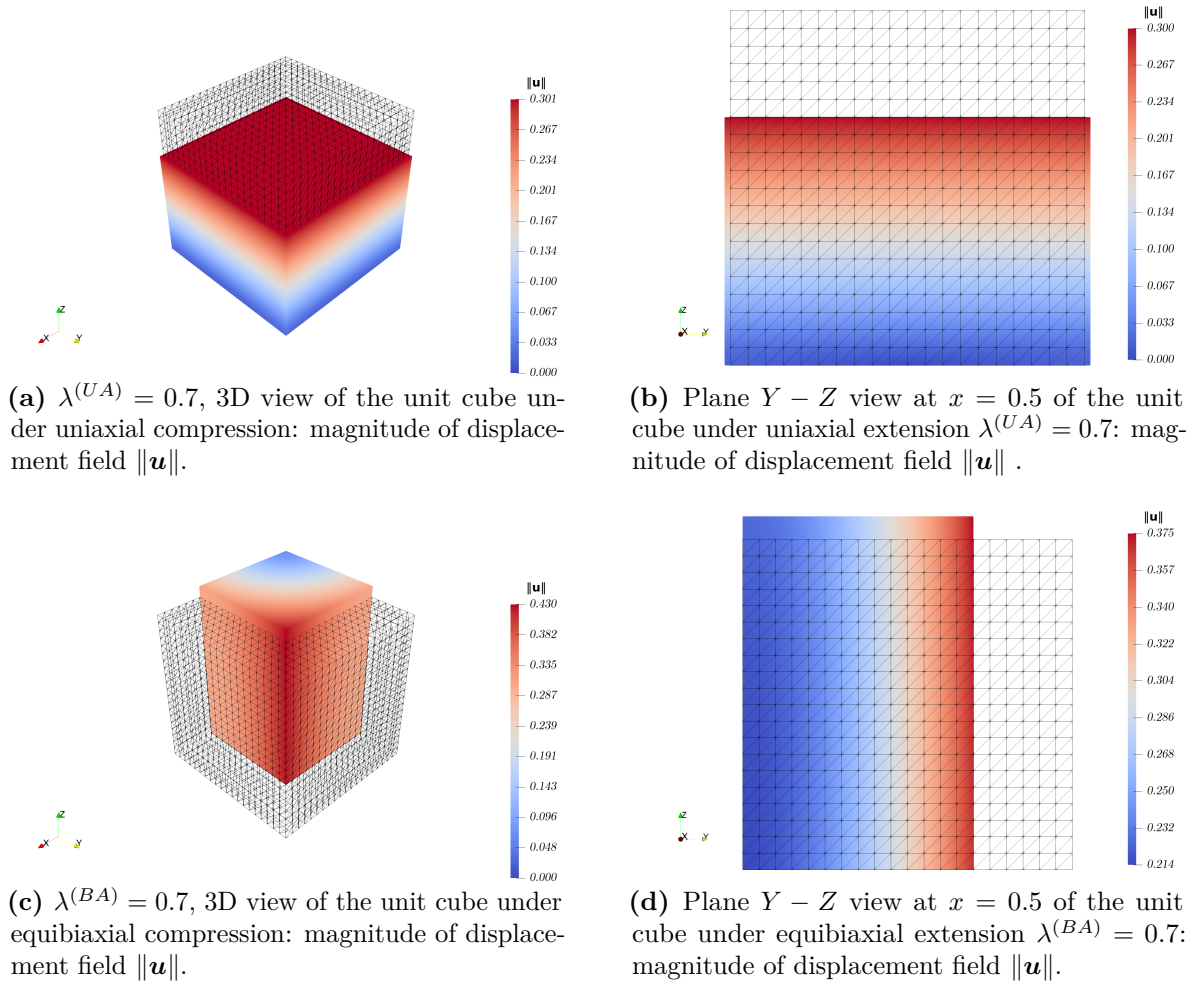 ‖u‖
0.301
0.267
0.234
0.201
0.167
0.134
0.100
0.067
0.033
0.000
Z
X
Y
(a) λ^(UA) = 0.7, 3D view of the unit cube un-
der uniaxial compression: magnitude of displace-
ment field ‖u‖.
‖u‖
0.300
0.267
0.234
0.201
0.167
0.134
0.100
0.067
0.033
0.000
Z
X
Y
(b) Plane Y − Z view at x = 0.5 of the unit
cube under uniaxial extension λ^(UA) = 0.7: mag-
nitude of displacement field ‖u‖ .
‖u‖
0.430
0.382
0.335
0.287
0.239
0.191
0.143
0.096
0.048
0.000
Z
X
Y
(c) λ^(BA) = 0.7, 3D view of the unit cube under
equibiaxial compression: magnitude of displace-
ment field ‖u‖.
‖u‖
0.375
0.357
0.340
0.322
0.304
0.286
0.268
0.250
0.232
0.214
Z
X
Y
(d) Plane Y − Z view at x = 0.5 of the unit
cube under equibiaxial extension λ^(BA) = 0.7:
magnitude of displacement field ‖u‖.